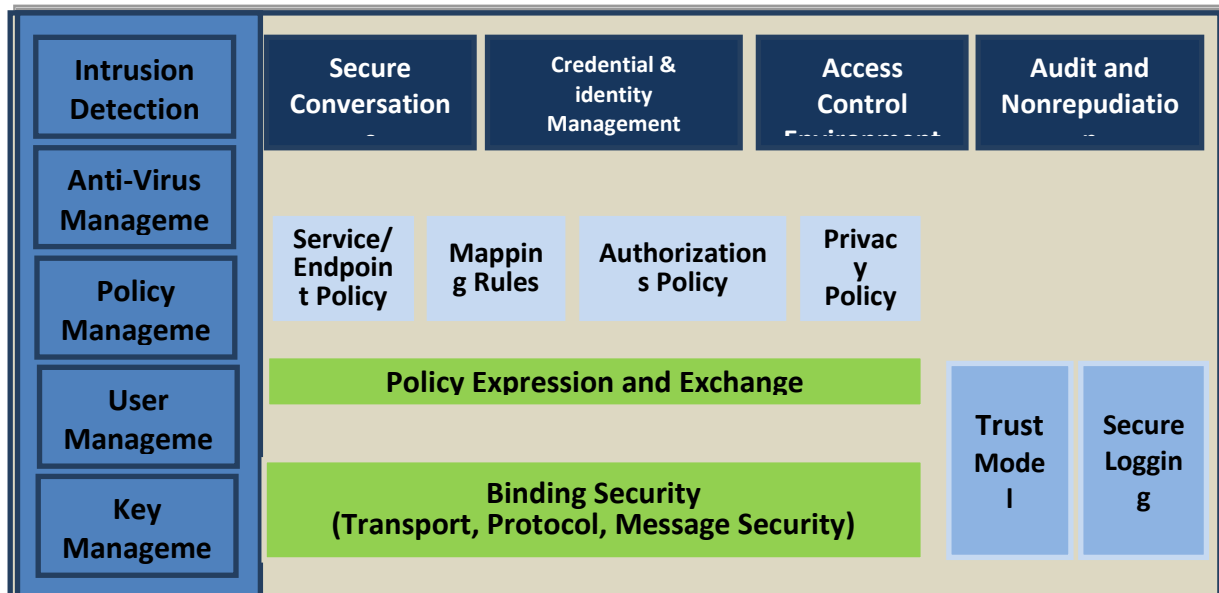 Intrusion
Detection
Anti-Virus
Manageme
Policy
Manageme
User
Manageme
Key
Manageme
Secure
Conversation
Credential &
identity
Management
Access
Control
Environment
Audit and
Nonrepudiatio
n
Service/
Endpoin
t Policy
Mappin
g Rules
Authorization
s Policy
Privac
y
Policy
Policy Expression and Exchange
Binding Security
(Transport, Protocol, Message Security)
Trust
Mode
l
Secure
Loggin
g